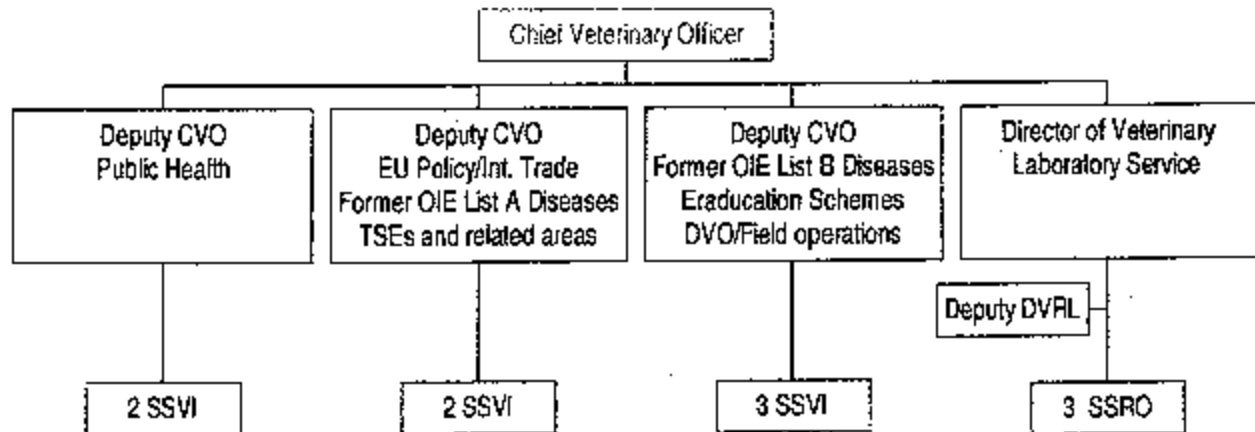 Chief Veterinary Officer
Deputy CVO
Public Health
Deputy CVO
EU Policy/Int. Trade
Former OIE List A Diseases
TSEs and related areas
Deputy CVO
Former OIE List B Diseases
Eraducation Schemes
DVO/Field operations
Director of Veterinary
Laboratory Service
Deputy DVRL
2 SSVI
2 SSVI
3 SSVI
3 SSRO